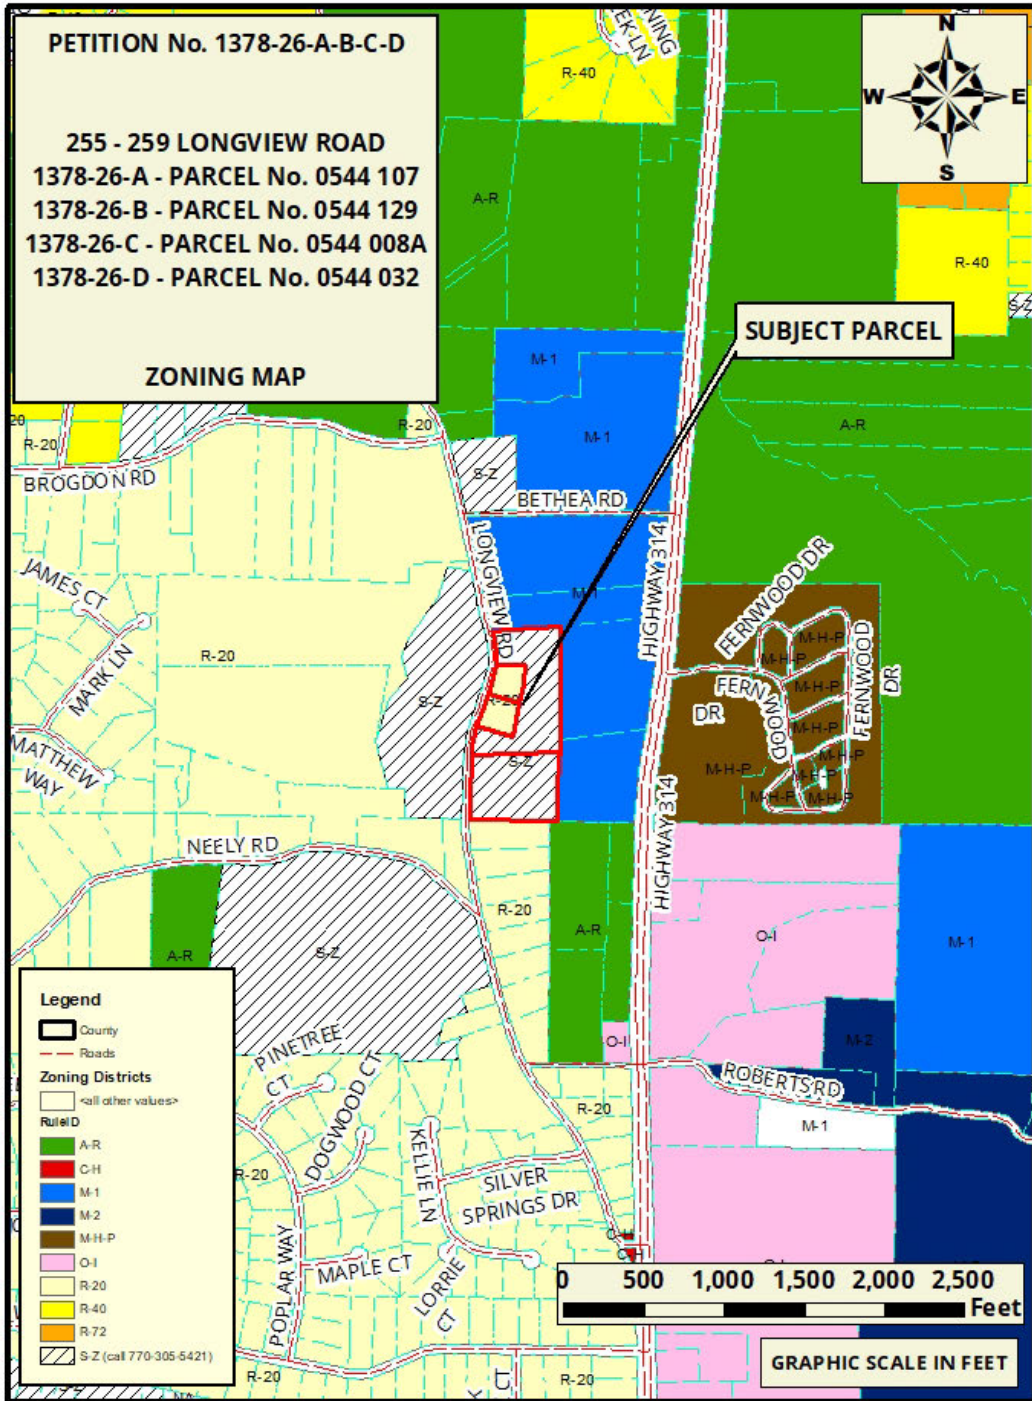 PETITION No. 1378-26-A-B-C-D
255 - 259 LONGVIEW ROAD
1378-26-A - PARCEL No. 0544 107
1378-26-B - PARCEL No. 0544 129
1378-26-C - PARCEL No. 0544 008A
1378-26-D - PARCEL No. 0544 032
ZONING MAP
N
W E
S
R-40
A-R
R-40
S-Z
SUBJECT PARCEL
M-1
M-1
A-R
R-20
R-20
BROGDON RD
S-Z
BETHEA RD
LONGVIEW RD
HIGHWAY 314
JAMES CT
MARK LN
MATTHEW
WAY
R-20
S-Z
M-1
R-20
S-Z
FERNWOOD DR
FERNWOOD
DR
FERNWOOD
DR
M-H-P
M-H-P
M-H-P
M-H-P
M-H-P
M-H-P
M-H-P
M-H-P
M-H-P
HIGHWAY 314
NEELY RD
R-20
A-R
O-I
M-1
A-R
S-Z
O-I
M-2
ROBERTS RD
M-1
R-20
PINETREE
CT
DOGWOOD CT
KELLIE LN
SILVER
SPRINGS DR
R-20
POPLAR WAY
MAPLE CT
LORRIE
CT
C-H
C-H
R-20
CT
R-20
Legend
County
Roads
Zoning Districts
<all other values>
RuleID
A-R
C-H
M-1
M-2
M-H-P
O-I
R-20
R-40
R-72
S-Z (call 770-305-5421)
0 500 1,000 1,500 2,000 2,500
Feet
GRAPHIC SCALE IN FEET